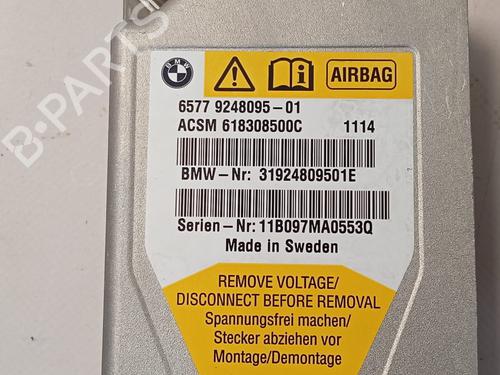 BMW
AIRBAG
6577 9248095-01
ACSM 618308500C 1114
BMW-Nr: 31924809501E
Serien-Nr: 11B097MA0553Q
Made in Sweden
REMOVE VOLTAGE/
DISCONNECT BEFORE REMOVAL
Spannungsfrei machen/
Stecker abziehen vor
Montage/Demontage
B-PARTS